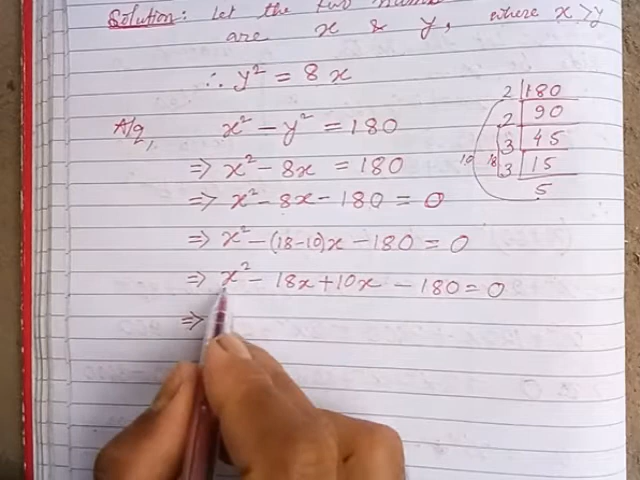 Solution: Let the two
are x & y, where x > y
∴ y² = 8x
A/q, x² - y² = 180
⇒ x² - 8x = 180
⇒ x² - 8x - 180 = 0
⇒ x² - (18-10)x - 180 = 0
⇒ x² - 18x + 10x - 180 = 0
⇒
2 | 180
2 | 90
3 | 45
3 | 15
5
10 18